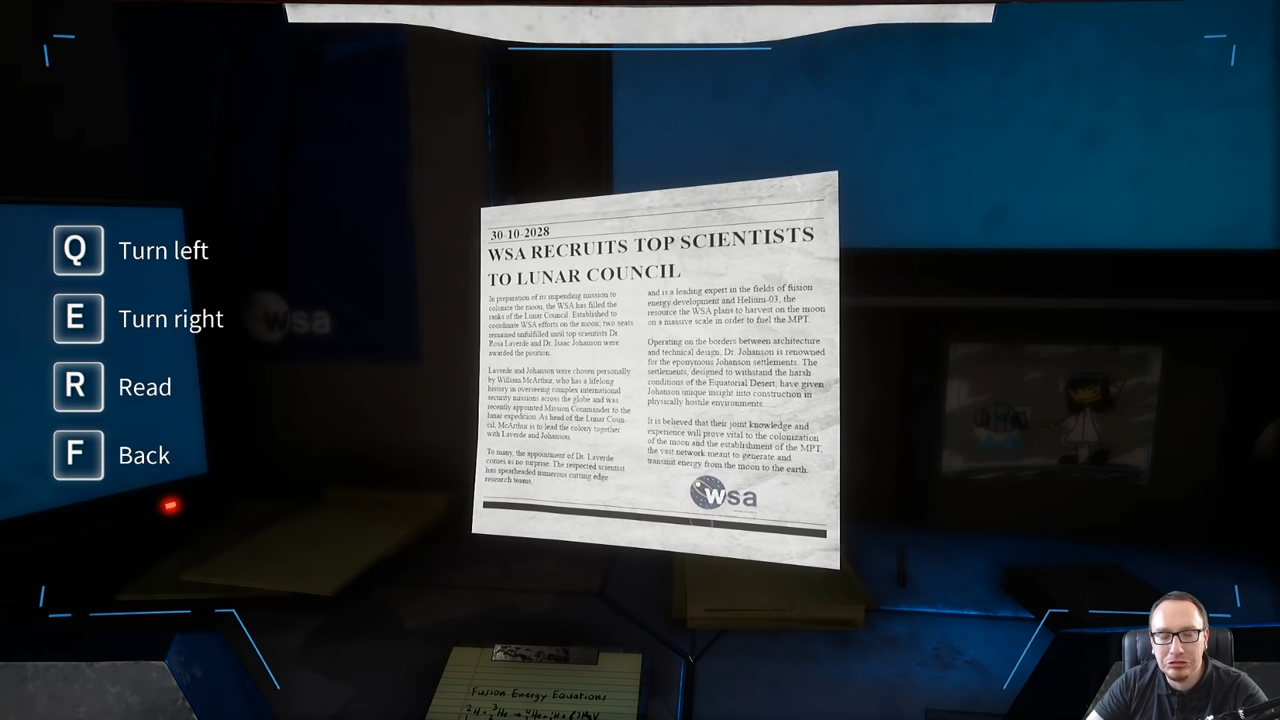 Q Turn left
E Turn right
R Read
F Back
wsa
30-10-2028
WSA RECRUITS TOP SCIENTISTS
TO LUNAR COUNCIL
In preparation of its impending mission to
colonize the moon, the WSA has filled the
ranks of the Lunar Council. Established to
coordinate WSA efforts on the moon, two seats
remained unfulfilled until top scientists Dr.
Rosa Laverde and Dr. Isaac Johanson were
awarded the position.
Laverde and Johanson were chosen personally
by William McArthur, who has a lifelong
history in overseeing complex international
security missions across the globe and was
recently appointed Mission Commander to the
lunar expedition. As head of the Lunar Coun-
cil, McArthur is to lead the colony together
with Laverde and Johanson.
To many, the appointment of Dr. Laverde
comes as no surprise. The respected scientist
has spearheaded numerous cutting edge
research teams,
and is a leading expert in the fields of fusion
energy development and Helium-03, the
resource the WSA plans to harvest on the moon
on a massive scale in order to fuel the MPT.
Operating on the borders between architecture
and technical design, Dr. Johanson is renowned
for the eponymous Johanson settlements. The
settlements, designed to withstand the harsh
conditions of the Equatorial Desert, have given
Johanson unique insight into construction in
physically hostile environments.
It is believed that their joint knowledge and
experience will prove vital to the colonization
of the moon and the establishment of the MPT,
the vast network meant to generate and
transmit energy from the moon to the earth.
wsa
Fusion Energy Equations